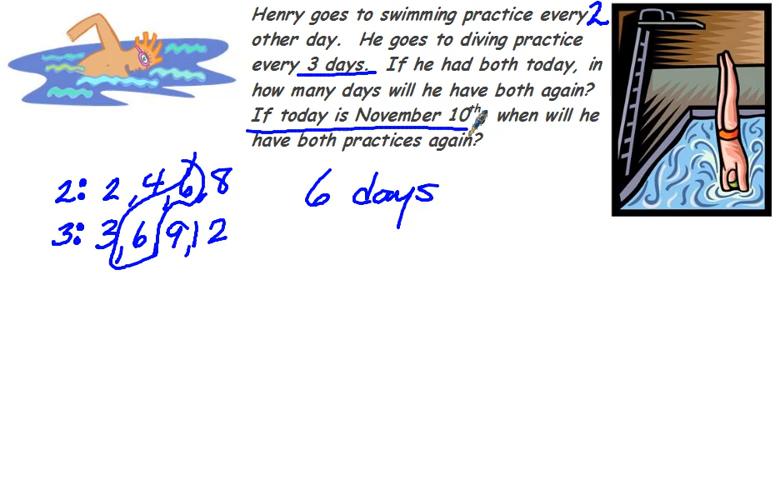 Henry goes to swimming practice every 2
other day. He goes to diving practice
every 3 days. If he had both today, in
how many days will he have both again?
If today is November 10th, when will he
have both practices again?
2: 2, 4, 6, 8
3: 3, 6, 9, 12
6 days